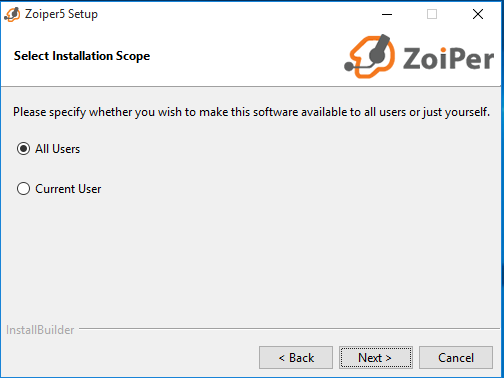 Zoiper5 Setup
Select Installation Scope
ZoiPer
Please specify whether you wish to make this software available to all users or just yourself.
All Users
Current User
InstallBuilder
< Back
Next >
Cancel